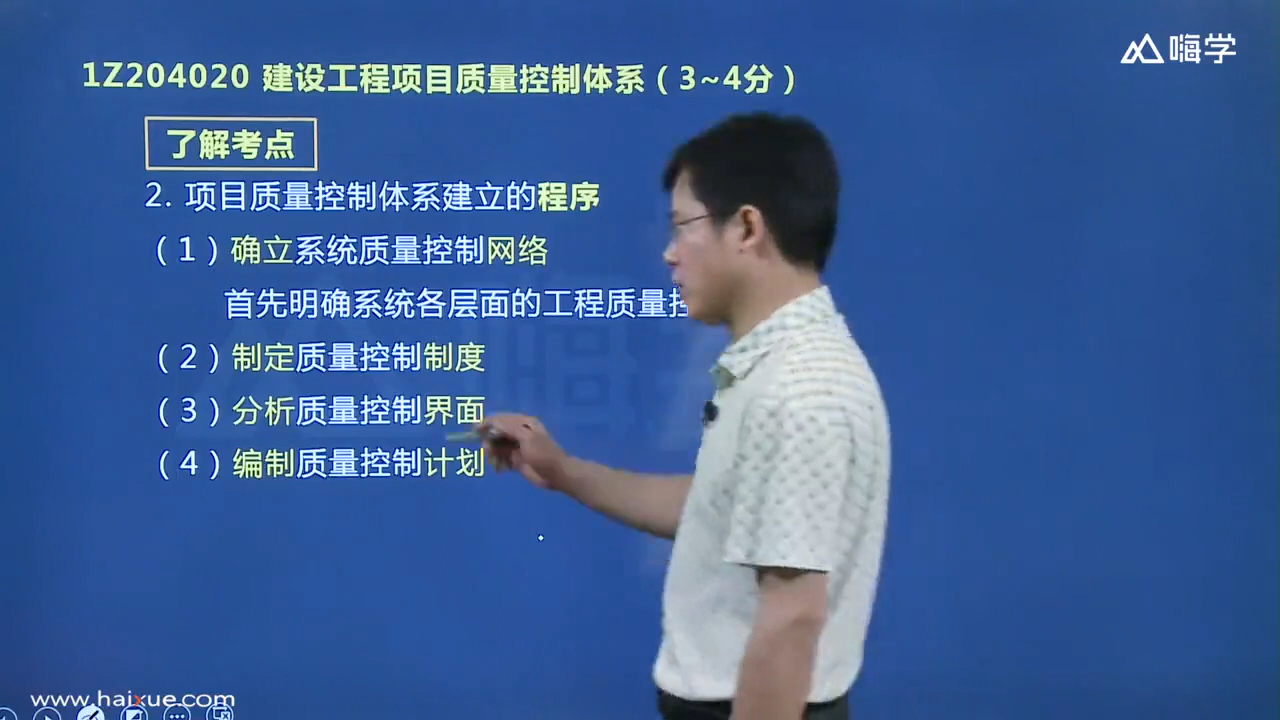 嗨学
1Z204020 建设工程项目质量控制体系（3~4分）
了解考点
2. 项目质量控制体系建立的程序
（1）确立系统质量控制网络
首先明确系统各层面的工程质量控
（2）制定质量控制制度
（3）分析质量控制界面
（4）编制质量控制计划
www.haixue.com